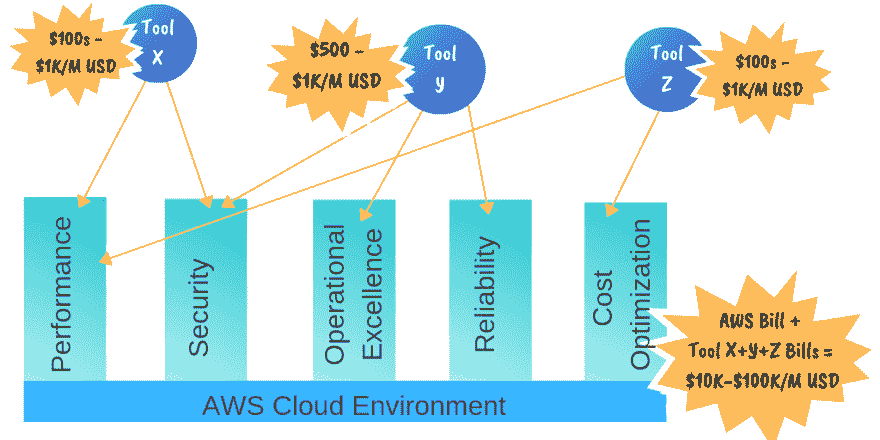 $100s -
$1K/M USD
Tool
X
$500 -
$1K/M USD
Tool
y
Tool
Z
$100s -
$1K/M USD
Performance
Security
Operational
Excellence
Reliability
Cost
Optimization
AWS Bill +
Tool X+y+Z Bills =
$10K-$100K/M USD
AWS Cloud Environment